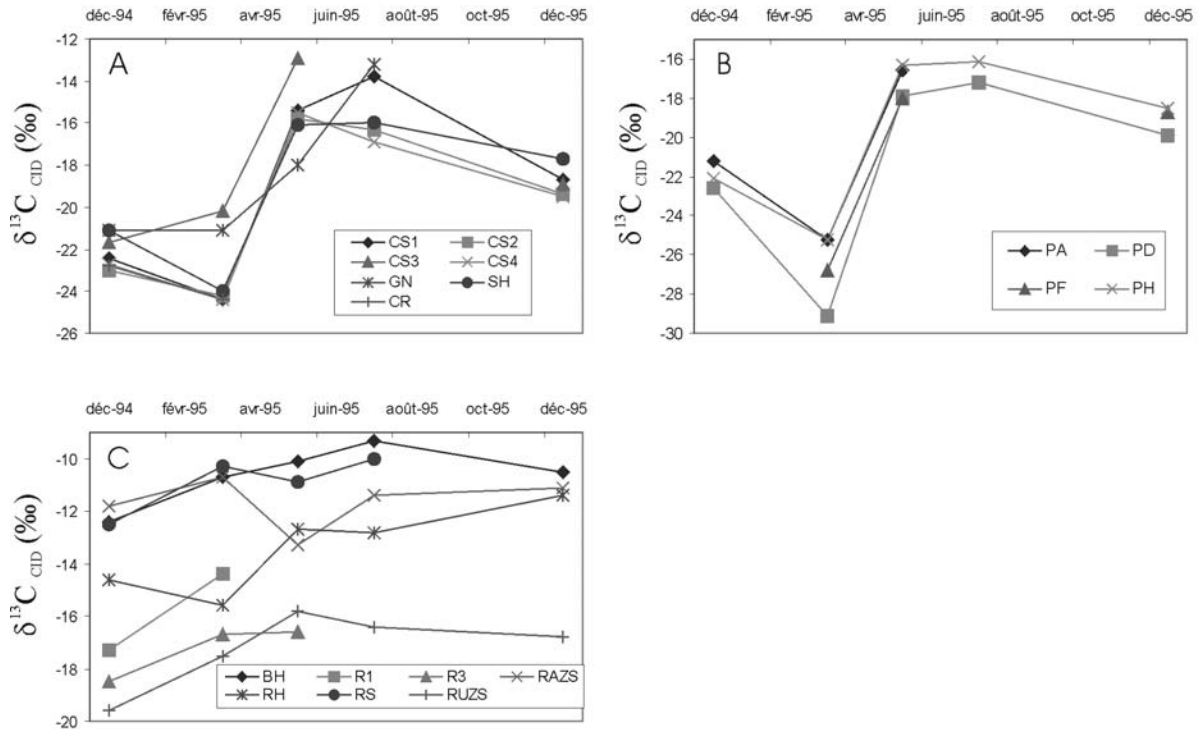 déc-94 févr-95 avr-95 juin-95 août-95 oct-95 déc-95
-12
-14
-16
-18
-20
-22
-24
-26
δ¹³C CID (‰)
A
CS1 CS2
CS3 CS4
GN SH
CR
déc-94 févr-95 avr-95 juin-95 août-95 oct-95 déc-95
-16
-18
-20
-22
-24
-26
-28
-30
δ¹³C CID (‰)
B
PA PD
PF PH
déc-94 févr-95 avr-95 juin-95 août-95 oct-95 déc-95
-10
-12
-14
-16
-18
-20
δ¹³C CID (‰)
C
BH R1 R3 RAZS
RH RS RUZS